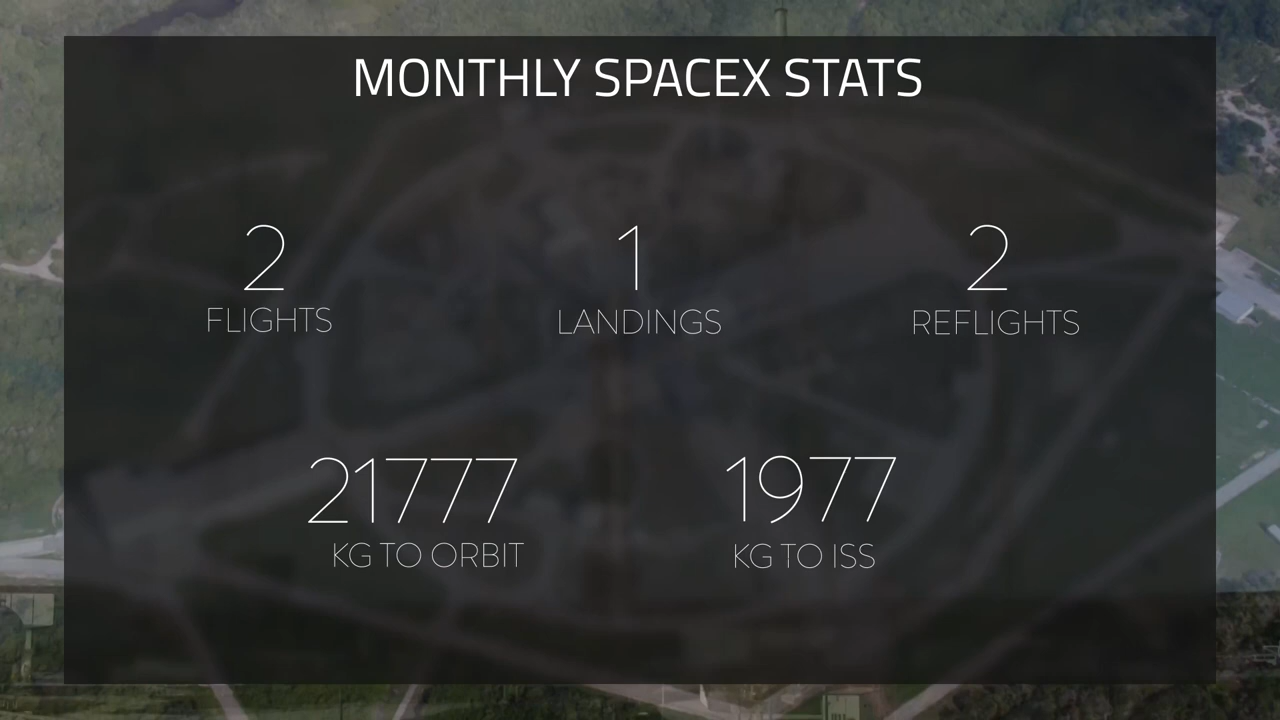 MONTHLY SPACEX STATS
2
FLIGHTS
1
LANDINGS
2
REFLIGHTS
21777
KG TO ORBIT
1977
KG TO ISS